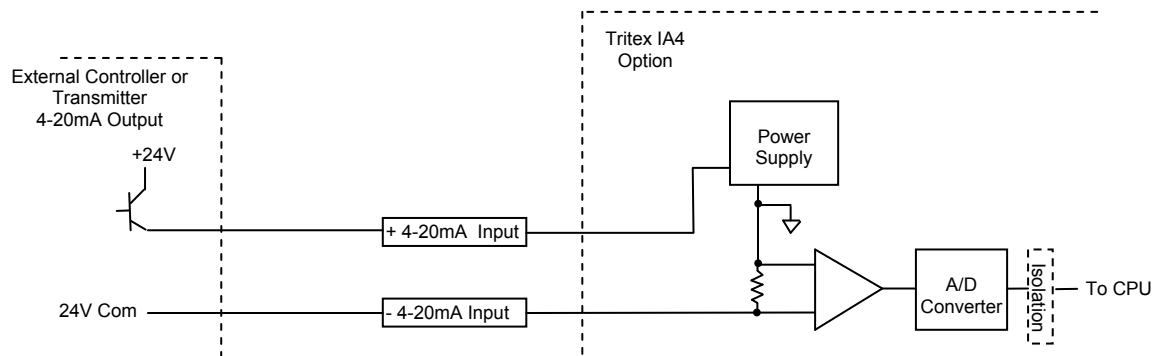 Tritex IA4
Option
External Controller or
Transmitter
4-20mA Output
+24V
Power
Supply
+ 4-20mA Input
A/D
Converter
Isolation
To CPU
24V Com
- 4-20mA Input